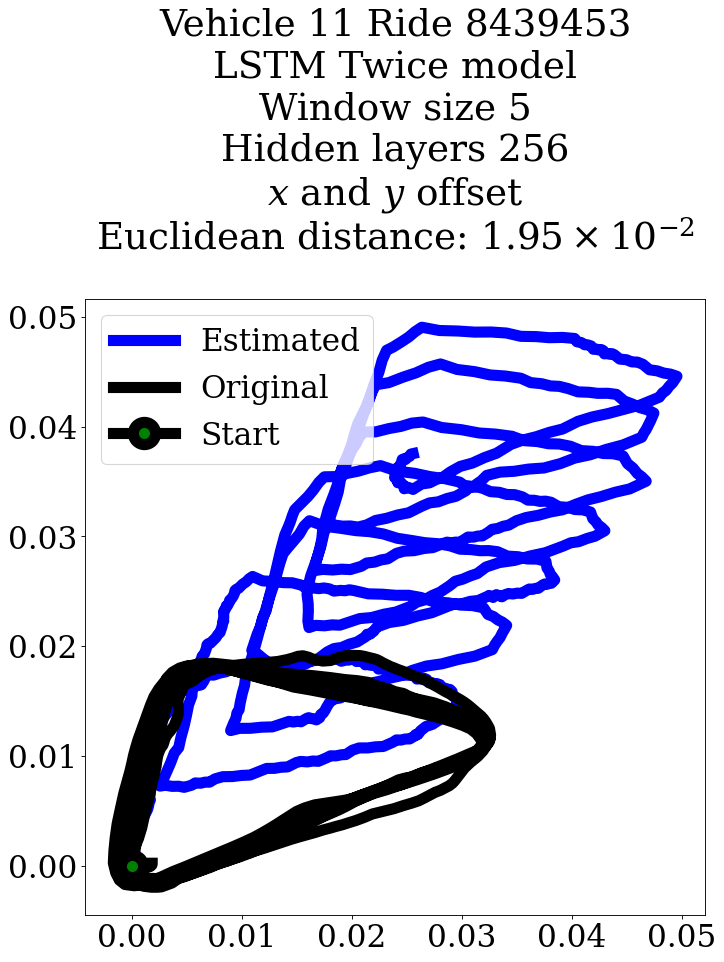 Vehicle 11 Ride 8439453
LSTM Twice model
Window size 5
Hidden layers 256
x and y offset
Euclidean distance: 1.95 × 10⁻²
Estimated
Original
Start
0.05
0.04
0.03
0.02
0.01
0.00
0.00 0.01 0.02 0.03 0.04 0.05